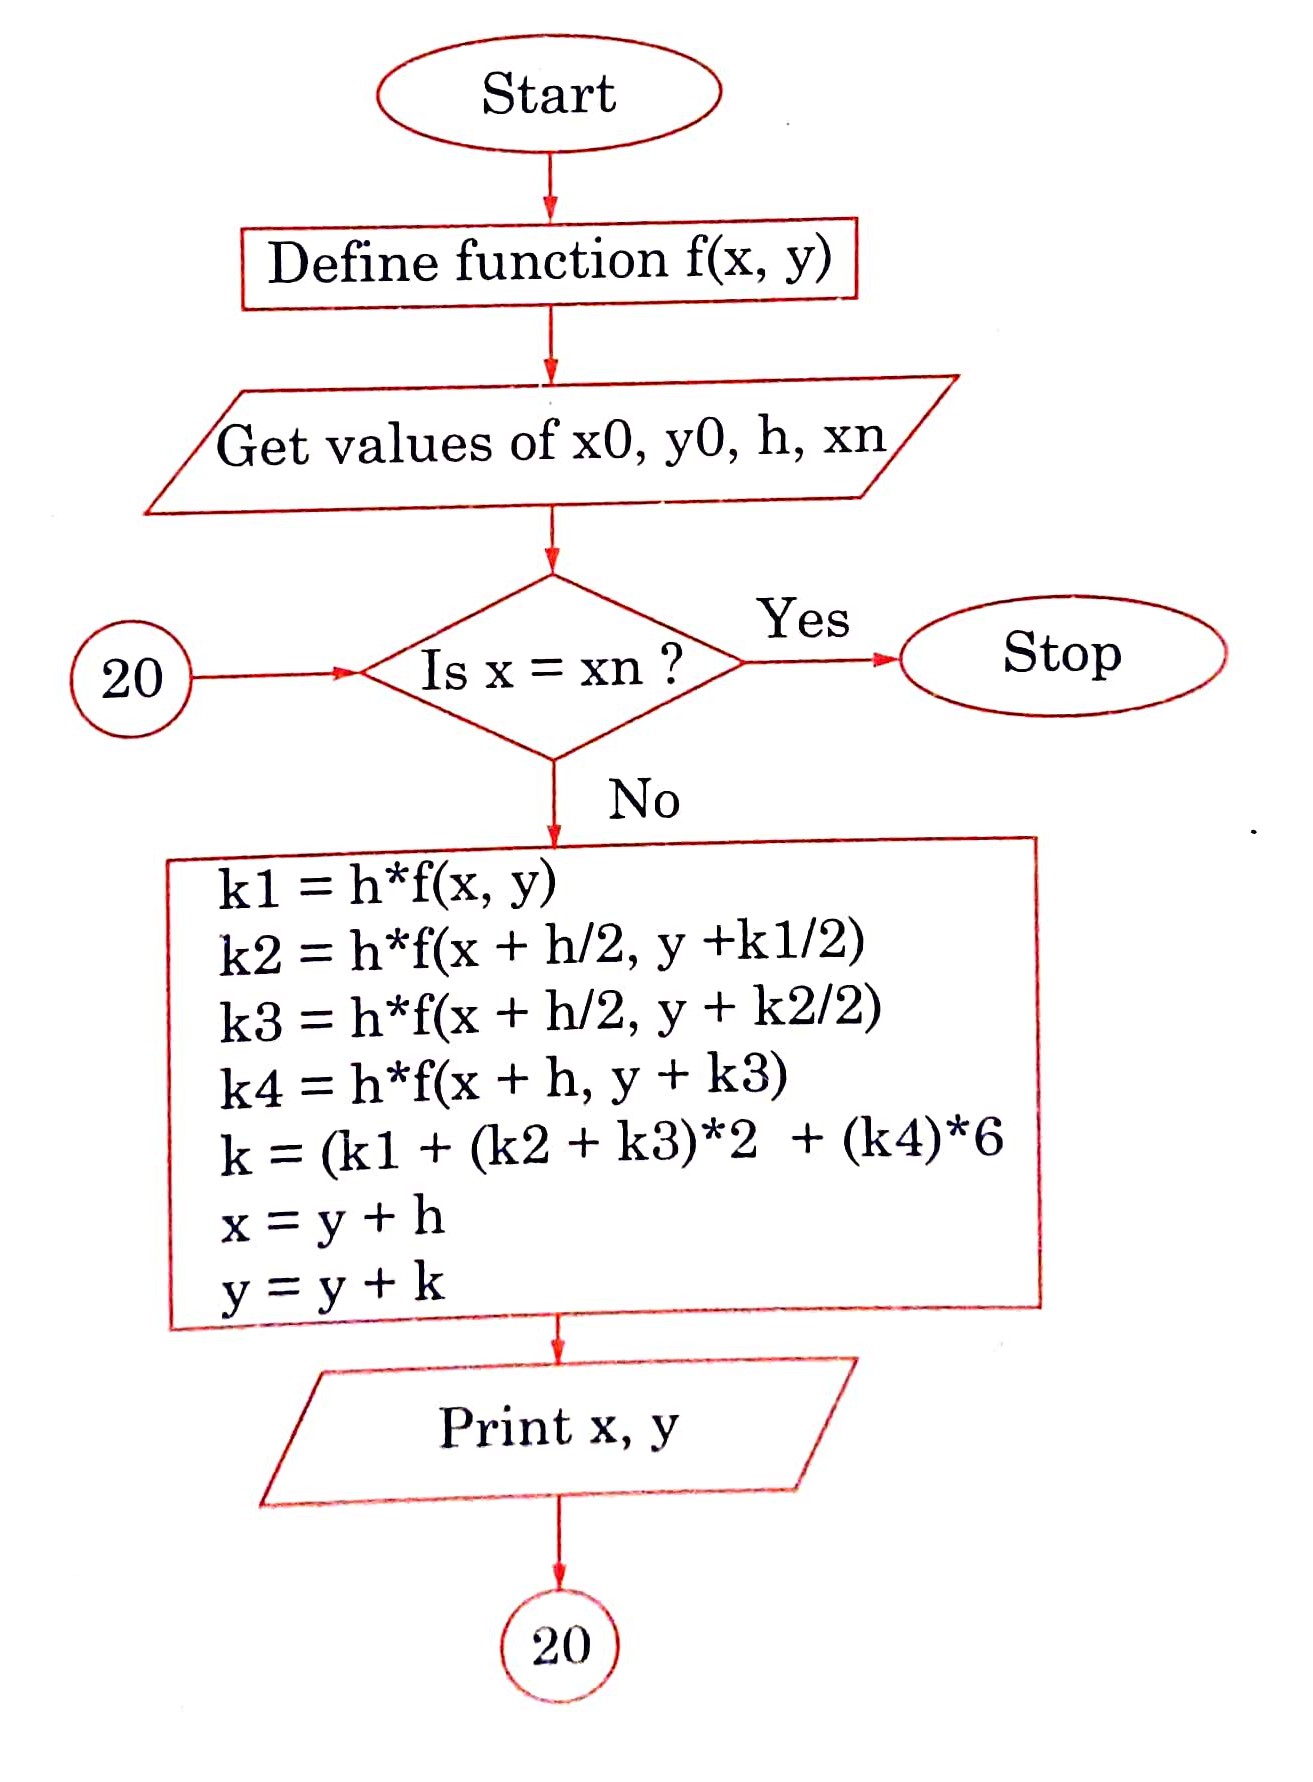 Start
Define function f(x, y)
Get values of x0, y0, h, xn
20
Is x = xn ?
Yes
Stop
No
k1 = h*f(x, y)
k2 = h*f(x + h/2, y +k1/2)
k3 = h*f(x + h/2, y + k2/2)
k4 = h*f(x + h, y + k3)
k = (k1 + (k2 + k3)*2 + (k4)*6
x = y + h
y = y + k
Print x, y
20